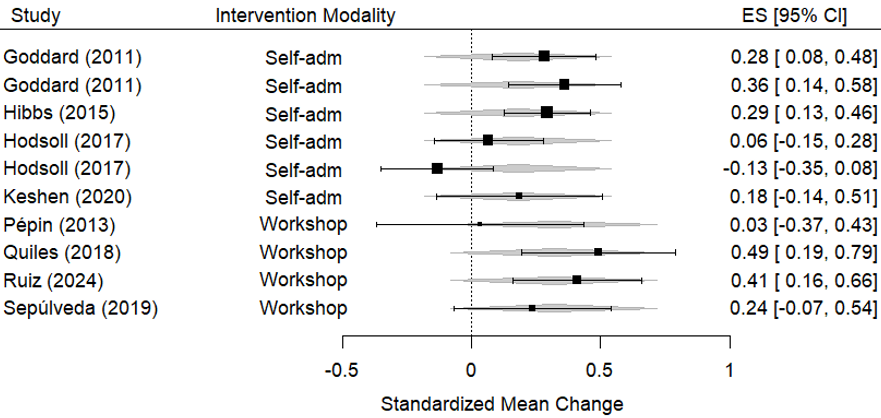 Study Intervention Modality ES [95% CI]
Goddard (2011) Self-adm 0.28 [ 0.08, 0.48]
Goddard (2011) Self-adm 0.36 [ 0.14, 0.58]
Hibbs (2015) Self-adm 0.29 [ 0.13, 0.46]
Hodsoll (2017) Self-adm 0.06 [-0.15, 0.28]
Hodsoll (2017) Self-adm -0.13 [-0.35, 0.08]
Keshen (2020) Self-adm 0.18 [-0.14, 0.51]
Pépin (2013) Workshop 0.03 [-0.37, 0.43]
Quiles (2018) Workshop 0.49 [ 0.19, 0.79]
Ruiz (2024) Workshop 0.41 [ 0.16, 0.66]
Sepúlveda (2019) Workshop 0.24 [-0.07, 0.54]
-0.5 0 0.5 1
Standardized Mean Change